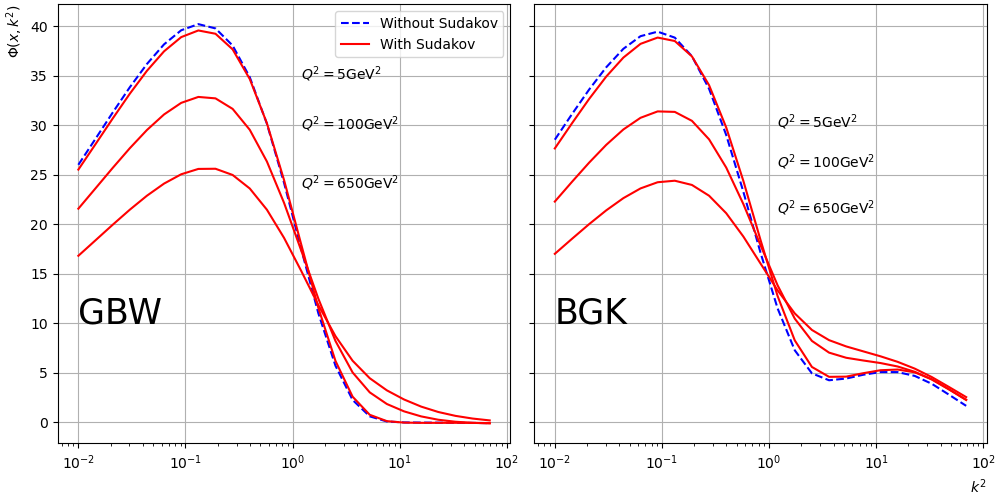 Φ(x, k²)
40
35
30
25
20
15
10
5
0
Without Sudakov
With Sudakov
Q² = 5GeV²
Q² = 100GeV²
Q² = 650GeV²
GBW
10⁻² 10⁻¹ 10⁰ 10¹ 10²
Q² = 5GeV²
Q² = 100GeV²
Q² = 650GeV²
BGK
10⁻² 10⁻¹ 10⁰ 10¹ 10²
k²